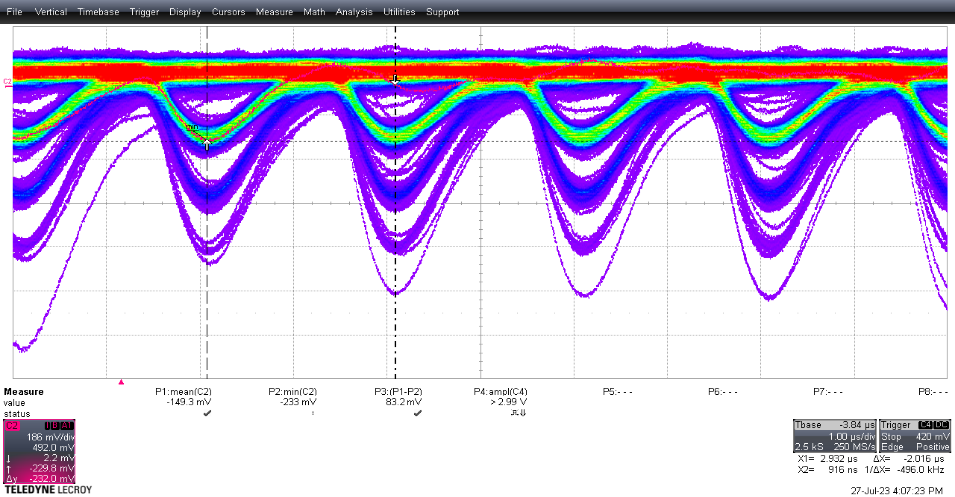 File Vertical Timebase Trigger Display Cursors Measure Math Analysis Utilities Support
C2
Measure P1:mean(C2) P2:min(C2) P3:(P1-P2) P4:ampl(C4) P5:- - - P6:- - - P7:- - - P8:- - -
value -149.3 mV -233 mV 83.2 mV > 2.99 V
status
C2
186 mV/div
492.0 mV
2.2 mV
-229.8 mV
Δy -232.0 mV
Tbase -3.84 µs
1.00 µs/div
2.5 kS 250 MS/s
Trigger C4 DC
Stop 420 mV
Edge Positive
X1= 2.932 µs ΔX= -2.016 µs
X2= 916 ns 1/ΔX= -496.0 kHz
TELEDYNE LECROY
27-Jul-23 4:07:23 PM